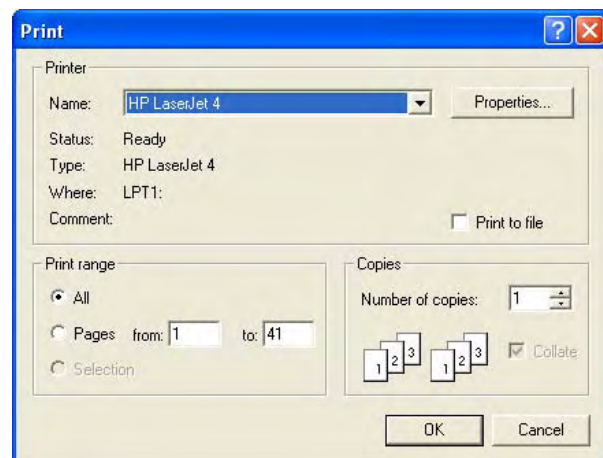 Print
Printer
Name: HP LaserJet 4 Properties...
Status: Ready
Type: HP LaserJet 4
Where: LPT1:
Comment: Print to file
Print range
All
Pages from: 1 to: 41
Selection
Copies
Number of copies: 1
1 2 3 1 2 3 Collate
OK Cancel